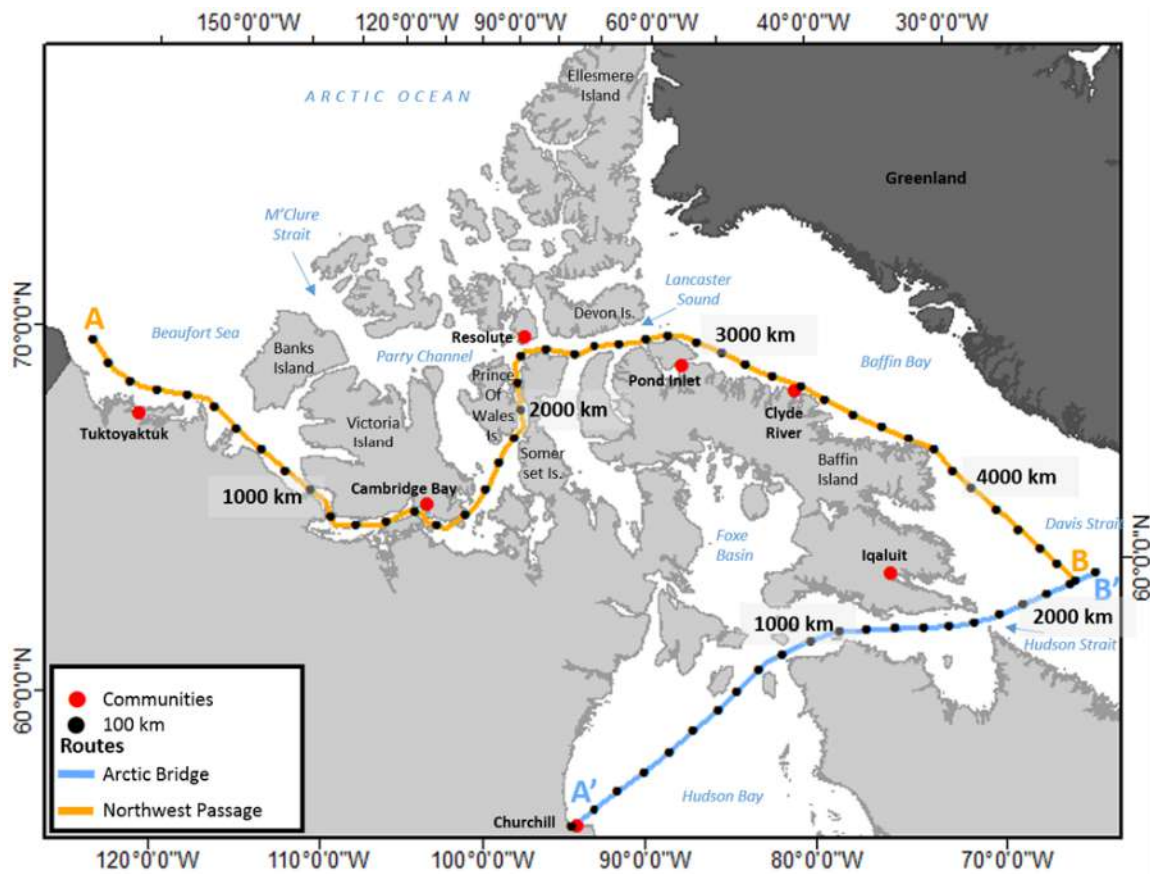 150°0'0"W 120°0'0"W 90°0'0"W 60°0'0"W 40°0'0"W 30°0'0"W
Ellesmere
Island
ARCTIC OCEAN
Greenland
M'Clure
Strait
Lancaster
Sound
70°0'0"N
A
Beaufort Sea
Devon Is.
Resolute
3000 km
Banks
Island
Parry Channel
Baffin Bay
Prince
Of
Wales
Is.
Pond Inlet
2000 km
Clyde
River
Tuktoyaktuk
Victoria
Island
Somer
set Is.
Baffin
Island
1000 km
Cambridge Bay
4000 km
Foxe
Basin
Davis Strait
Iqaluit
B
60°0'0"N
B'
1000 km
2000 km
Hudson Strait
60°0'0"N
Communities
100 km
Routes
Arctic Bridge
Northwest Passage
A'
Hudson Bay
Churchill
120°0'0"W 110°0'0"W 100°0'0"W 90°0'0"W 80°0'0"W 70°0'0"W